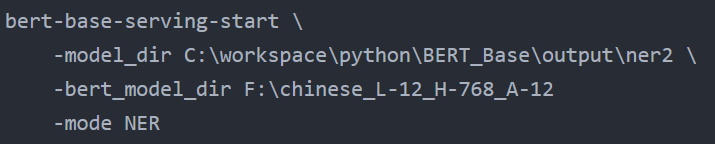 bert-base-serving-start \
    -model_dir C:\workspace\python\BERT_Base\output\ner2 \
    -bert_model_dir F:\chinese_L-12_H-768_A-12
    -mode NER